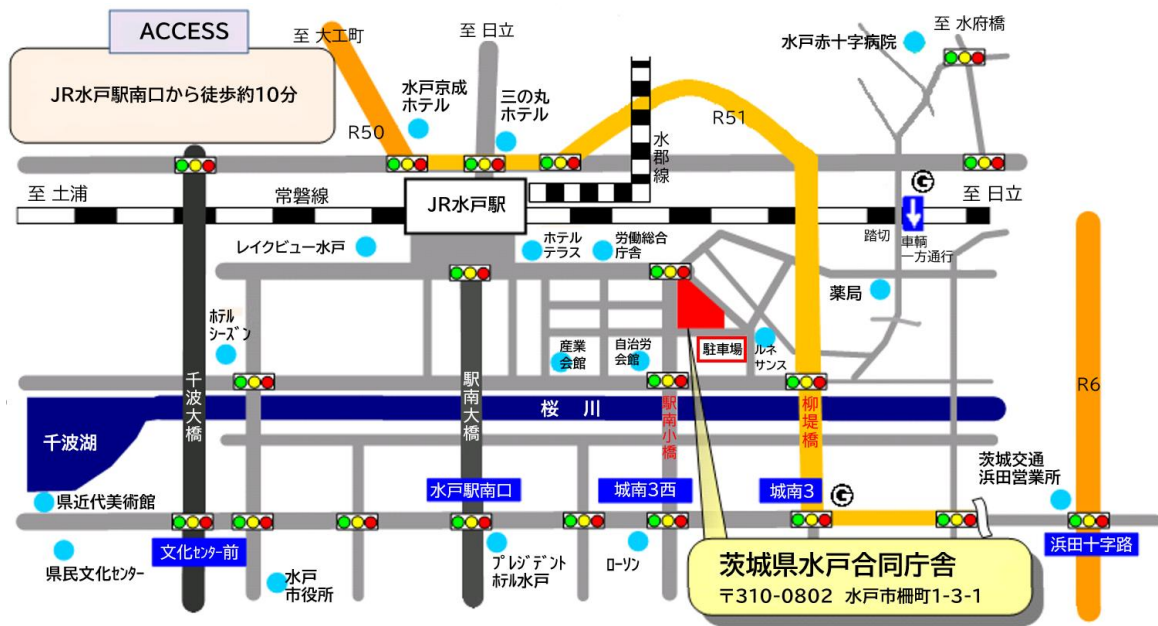 ACCESS
JR水戸駅南口から徒歩約10分
至 大工町
至 日立
水戸赤十字病院
至 水府橋
水戸京成
ホテル
三の丸
ホテル
R50
R51
水郡線
至 土浦
常磐線
JR水戸駅
G
至 日立
踏切
車輌
一方通行
レイクビュー水戸
ホテル
テラス
労働総合
庁舎
薬局
ホテル
シーズン
産業
会館
自治労
会館
駐車場
ルネ
サンス
千波大橋
駅南大橋
桜 川
駅南小橋
柳堤橋
R6
千波湖
県近代美術館
水戸駅南口
城南3西
城南3
G
茨城交通
浜田営業所
文化センター前
県民文化センター
水戸
市役所
プレジデント
ホテル水戸
ローソン
浜田十字路
茨城県水戸合同庁舎
〒310-0802 水戸市柵町1-3-1